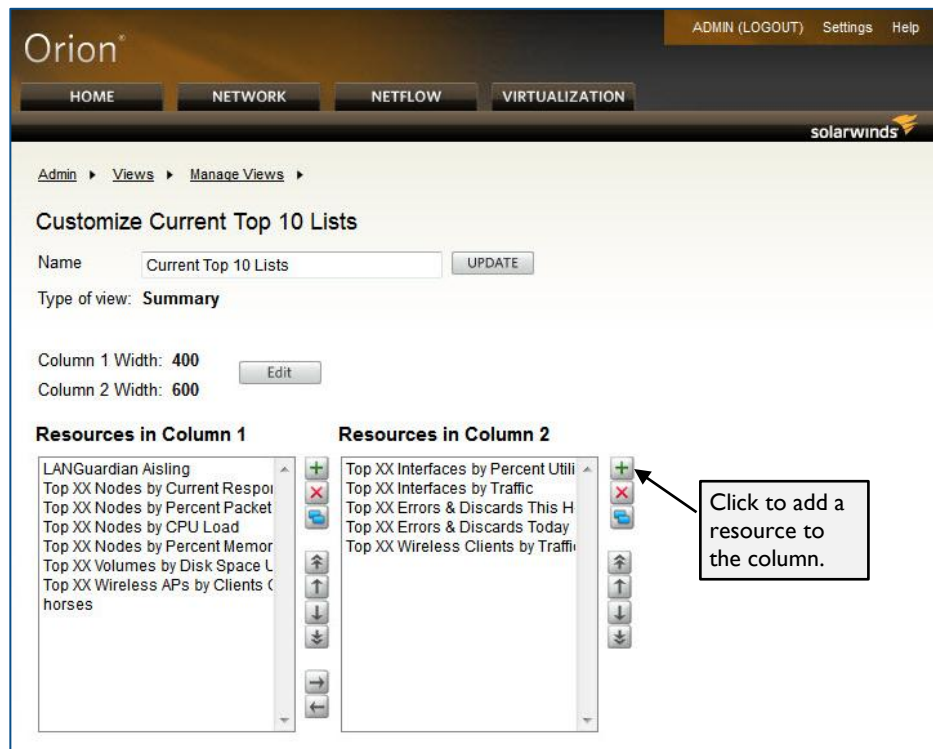 ADMIN (LOGOUT) Settings Help
Orion®
HOME NETWORK NETFLOW VIRTUALIZATION
solarwinds
Admin ▸ Views ▸ Manage Views ▸
Customize Current Top 10 Lists
Name Current Top 10 Lists UPDATE
Type of view: Summary
Column 1 Width: 400
Edit
Column 2 Width: 600
Resources in Column 1
LANGuardian Aisling
Top XX Nodes by Current Respo
Top XX Nodes by Percent Packet
Top XX Nodes by CPU Load
Top XX Nodes by Percent Memor
Top XX Volumes by Disk Space U
Top XX Wireless APs by Clients C
horses
Resources in Column 2
Top XX Interfaces by Percent Utili
Top XX Interfaces by Traffic
Top XX Errors & Discards This H
Top XX Errors & Discards Today
Top XX Wireless Clients by Traffi
Click to add a
resource to
the column.